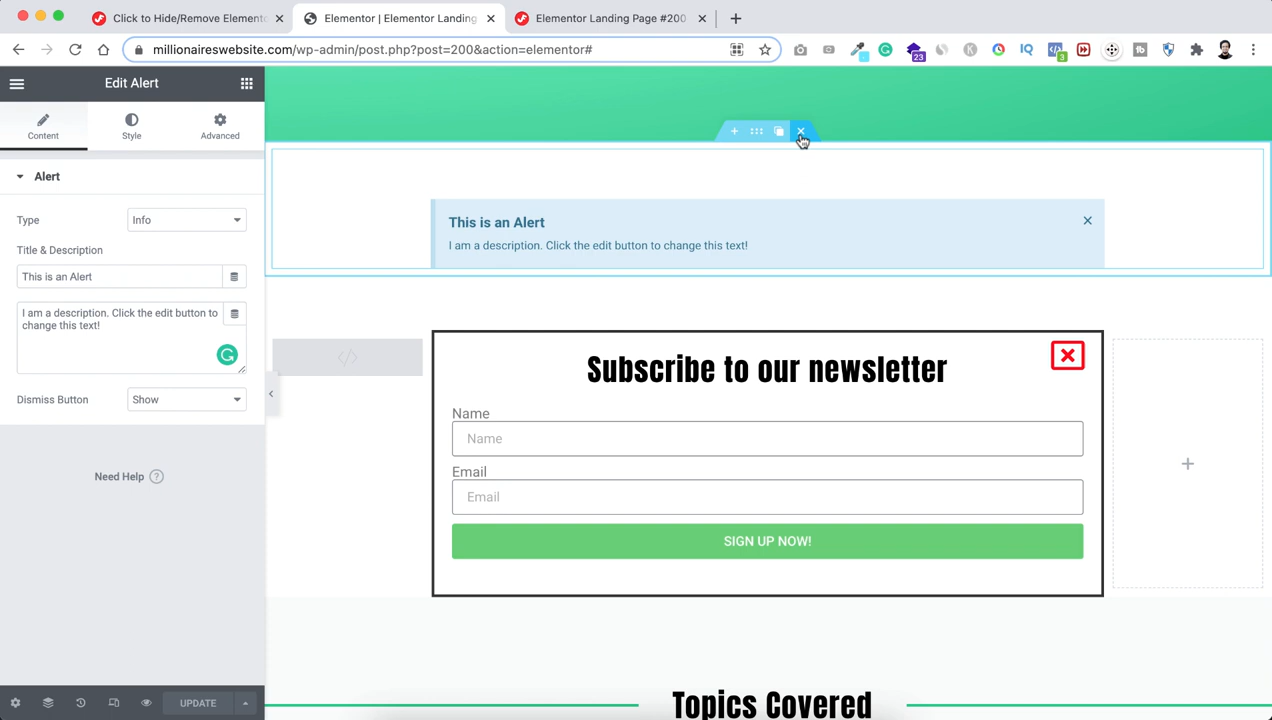 Click to Hide/Remove Elemento
Elementor | Elementor Landing
Elementor Landing Page #200
millionaireswebsite.com/wp-admin/post.php?post=200&action=elementor#
23
IQ
3
Edit Alert
Content
Style
Advanced
Alert
Type
Info
Title & Description
This is an Alert
I am a description. Click the edit button to
change this text!
Dismiss Button
Show
Need Help
UPDATE
This is an Alert
I am a description. Click the edit button to change this text!
Subscribe to our newsletter
Name
Name
Email
Email
SIGN UP NOW!
Topics Covered